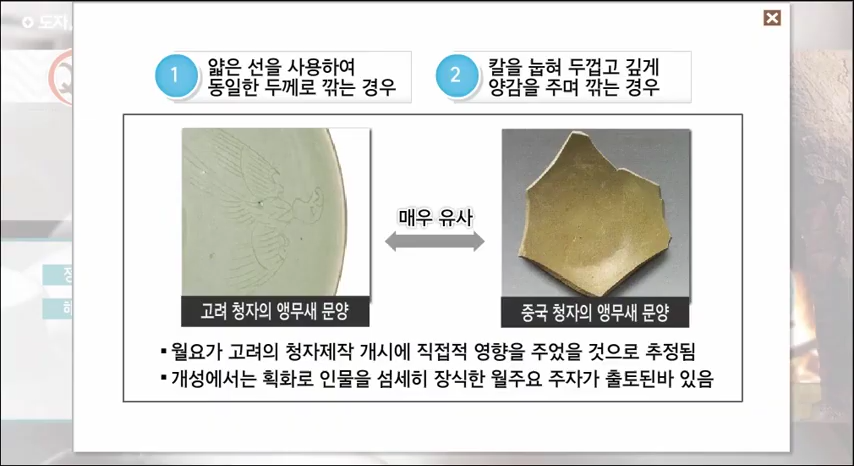 도자
1 얇은 선을 사용하여
동일한 두께로 깎는 경우
2 칼을 눕혀 두껍고 깊게
양감을 주며 깎는 경우
매우 유사
고려 청자의 앵무새 문양
중국 청자의 앵무새 문양
▪ 월요가 고려의 청자제작 개시에 직접적 영향을 주었을 것으로 추정됨
▪ 개성에서는 획화로 인물을 섬세히 장식한 월주요 주자가 출토된바 있음